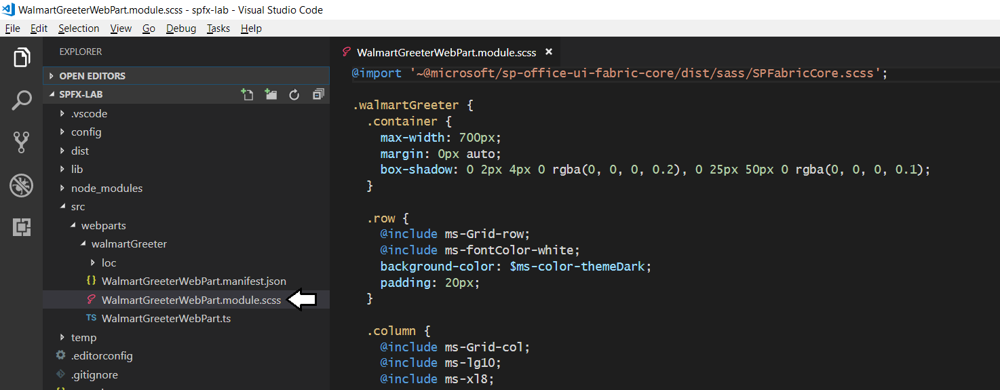 WalmartGreeterWebPart.module.scss - spfx-lab - Visual Studio Code
File Edit Selection View Go Debug Tasks Help
EXPLORER
OPEN EDITORS
SPFX-LAB
.vscode
config
dist
lib
node_modules
src
webparts
walmartGreeter
loc
{} WalmartGreeterWebPart.manifest.json
WalmartGreeterWebPart.module.scss
TS WalmartGreeterWebPart.ts
temp
.editorconfig
.gitignore
WalmartGreeterWebPart.module.scss ×
@import '~@microsoft/sp-office-ui-fabric-core/dist/sass/SPFabricCore.scss';
.walmartGreeter {
.container {
max-width: 700px;
margin: 0px auto;
box-shadow: 0 2px 4px 0 rgba(0, 0, 0, 0.2), 0 25px 50px 0 rgba(0, 0, 0, 0.1);
}
.row {
@include ms-Grid-row;
@include ms-fontColor-white;
background-color: $ms-color-themeDark;
padding: 20px;
}
.column {
@include ms-Grid-col;
@include ms-lg10;
@include ms-xl8;